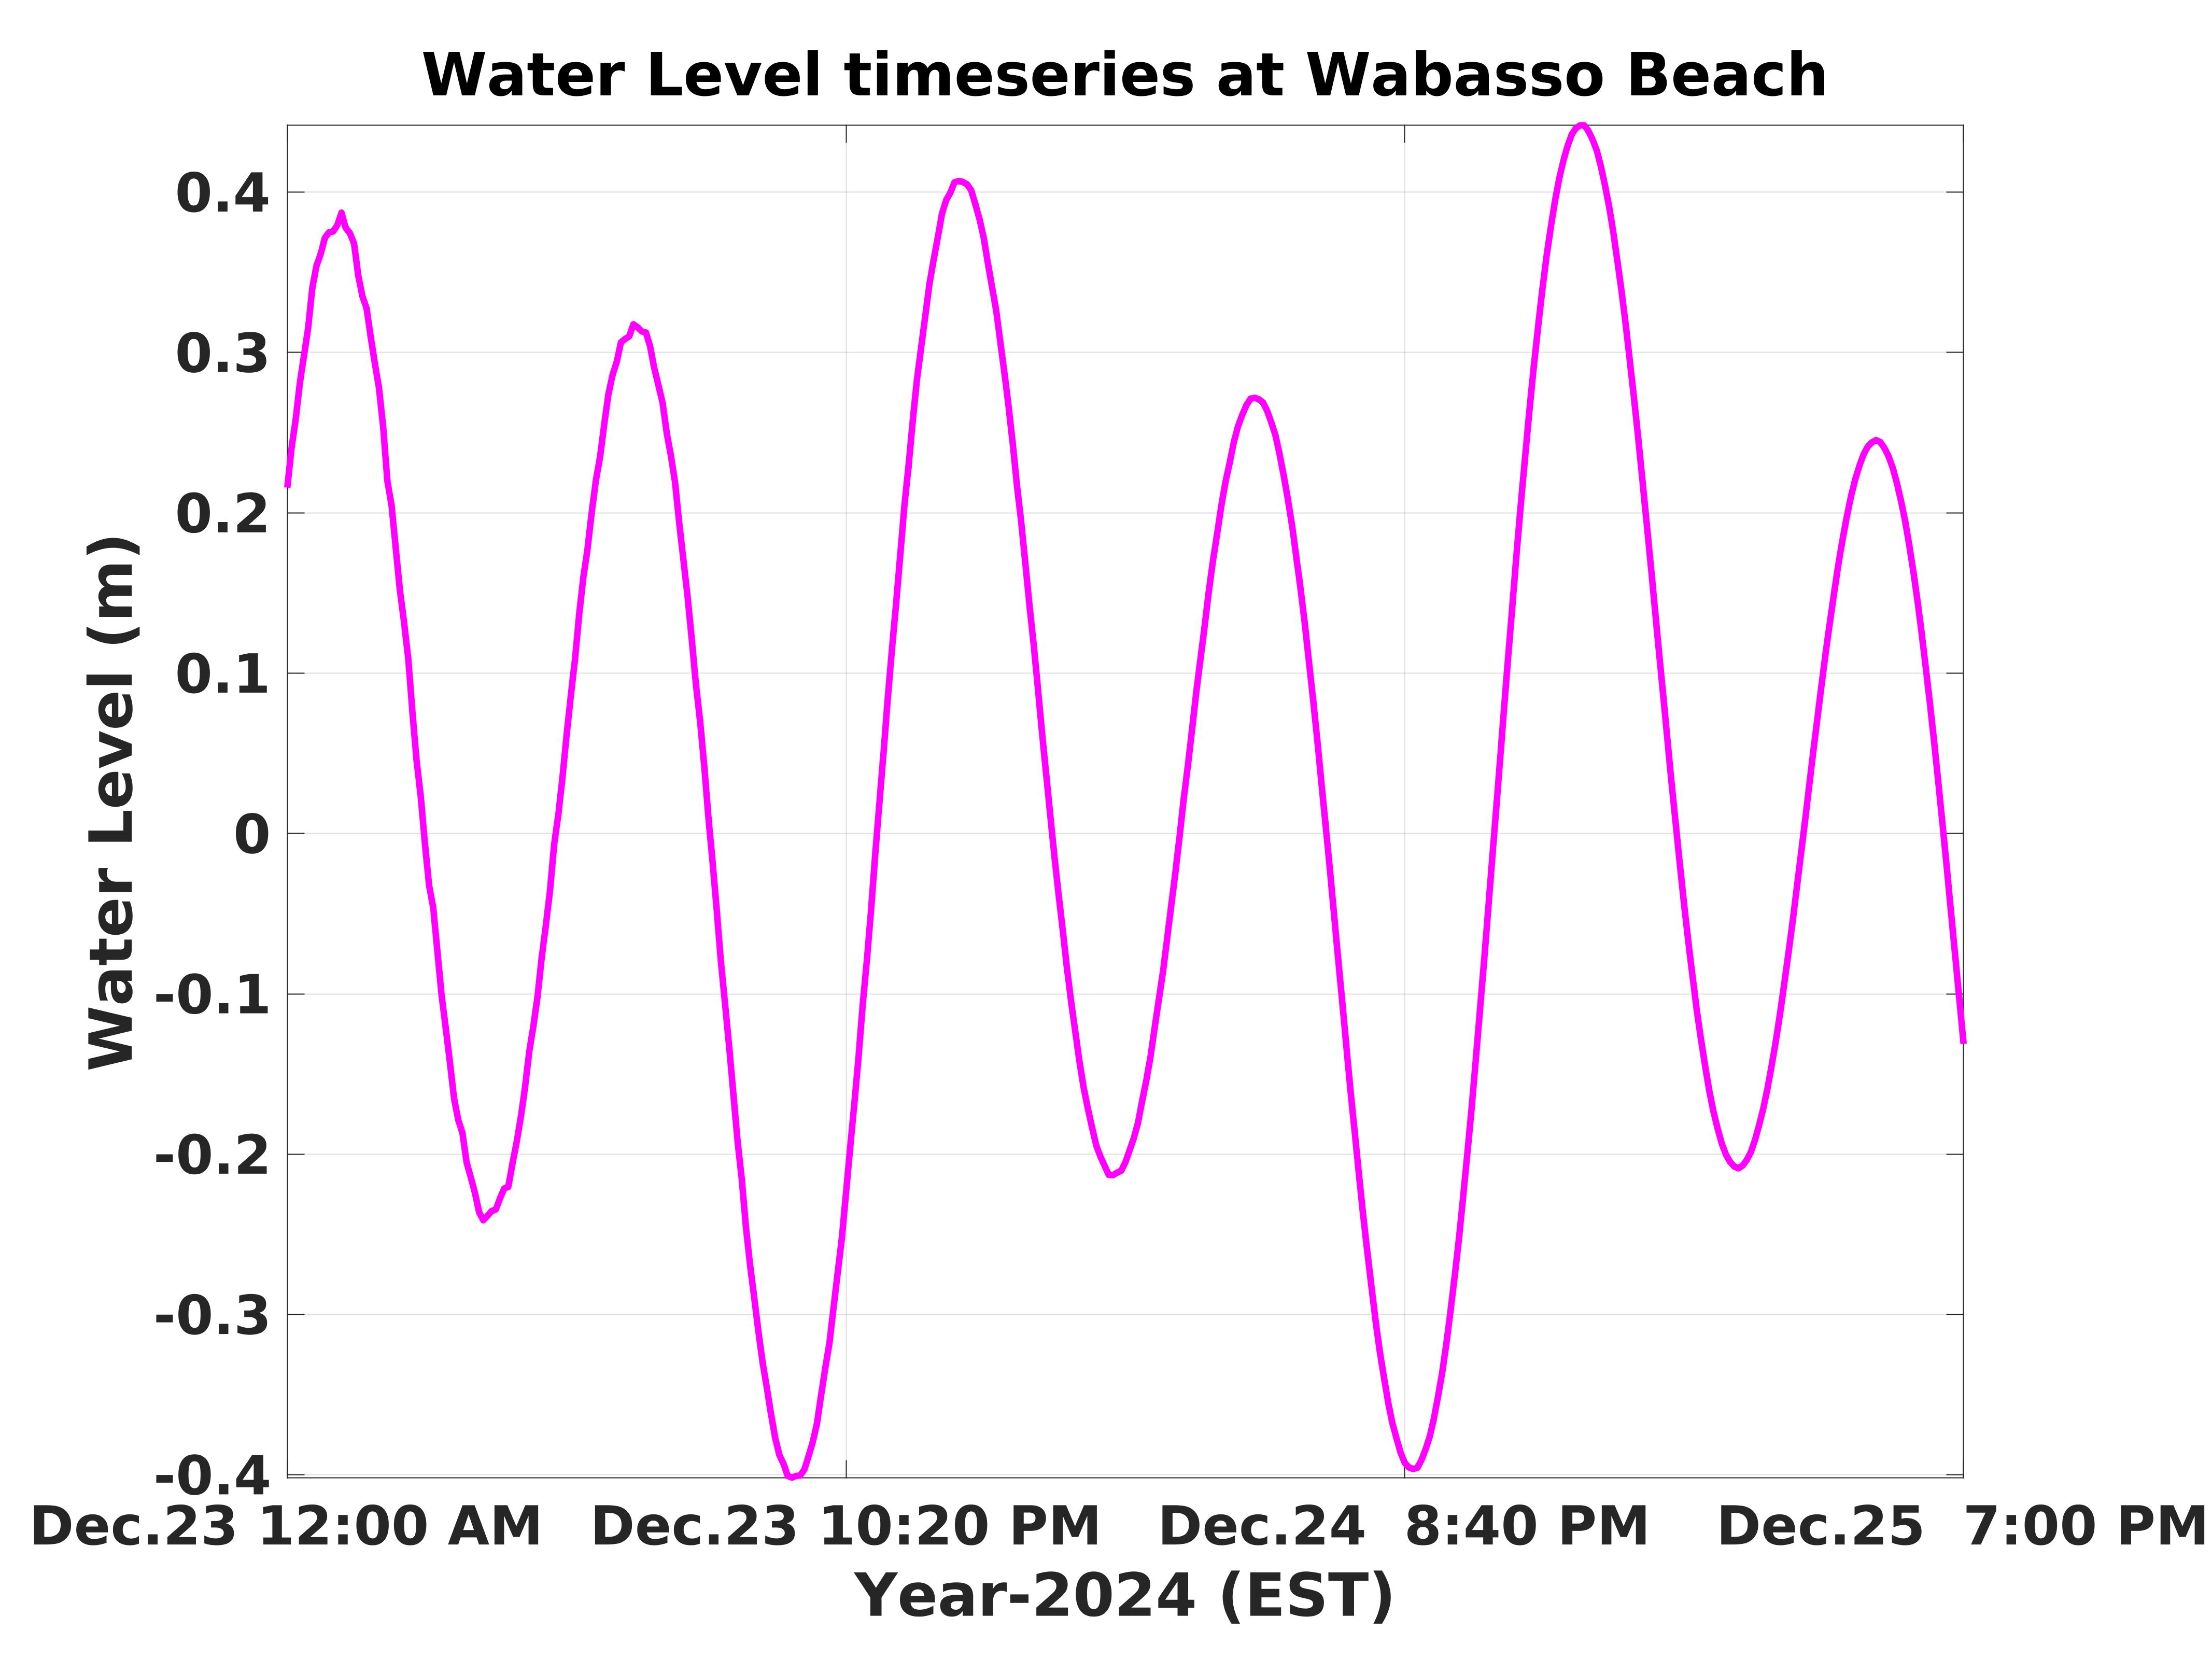 Water Level timeseries at Wabasso Beach
0.4
0.3
0.2
0.1
0
-0.1
-0.2
-0.3
-0.4
Water Level (m)
Dec.23 12:00 AM Dec.23 10:20 PM Dec.24 8:40 PM Dec.25 7:00 PM
Year-2024 (EST)